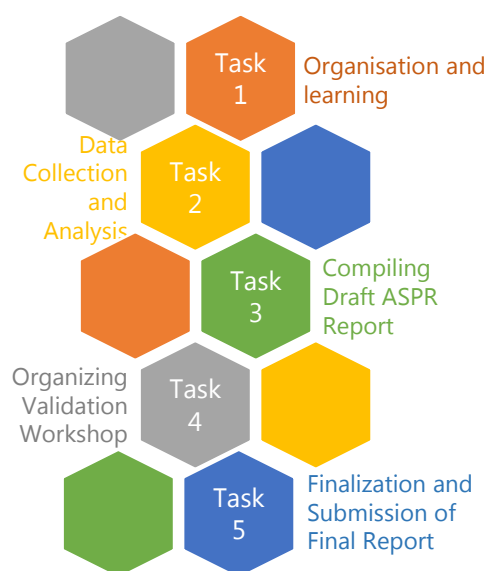 Task
1
Organisation and
learning
Data
Collection
and
Analysis
Task
2
Task
3
Compiling
Draft ASPR
Report
Organizing
Validation
Workshop
Task
4
Task
5
Finalization and
Submission of
Final Report